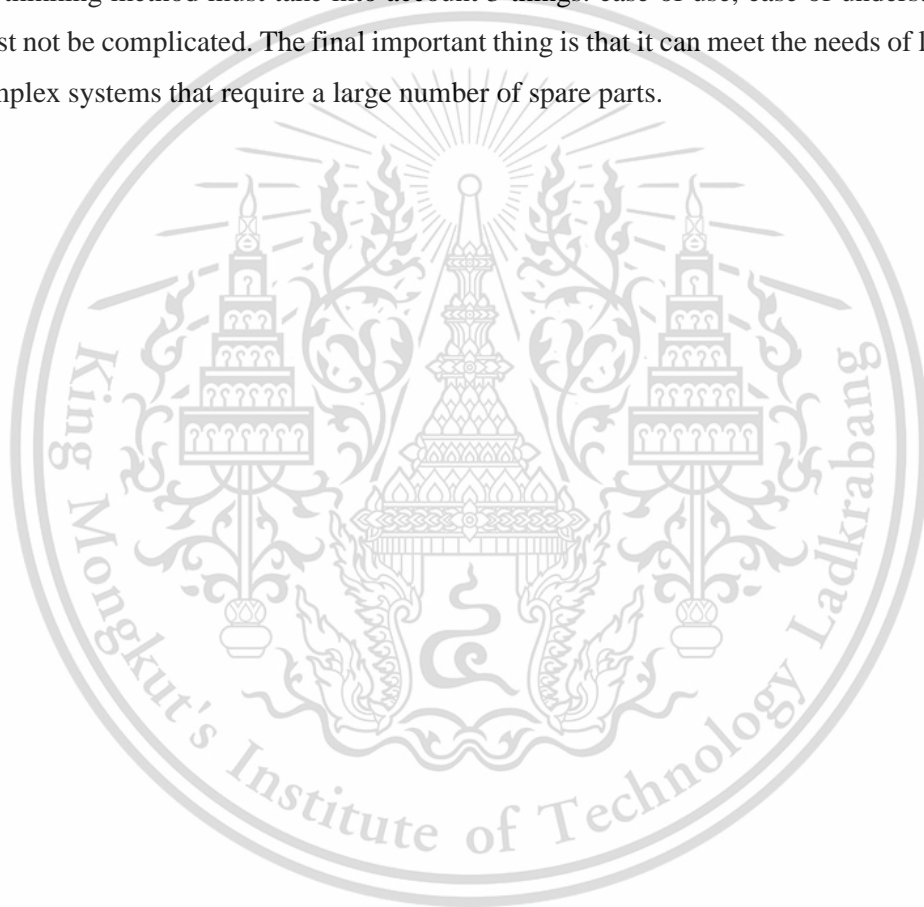 thinning method must take into account 3 things: ease of use, ease of unders
st not be complicated. The final important thing is that it can meet the needs of l
mplex systems that require a large number of spare parts.
King Mongkut's Institute of Technology Ladkrabang